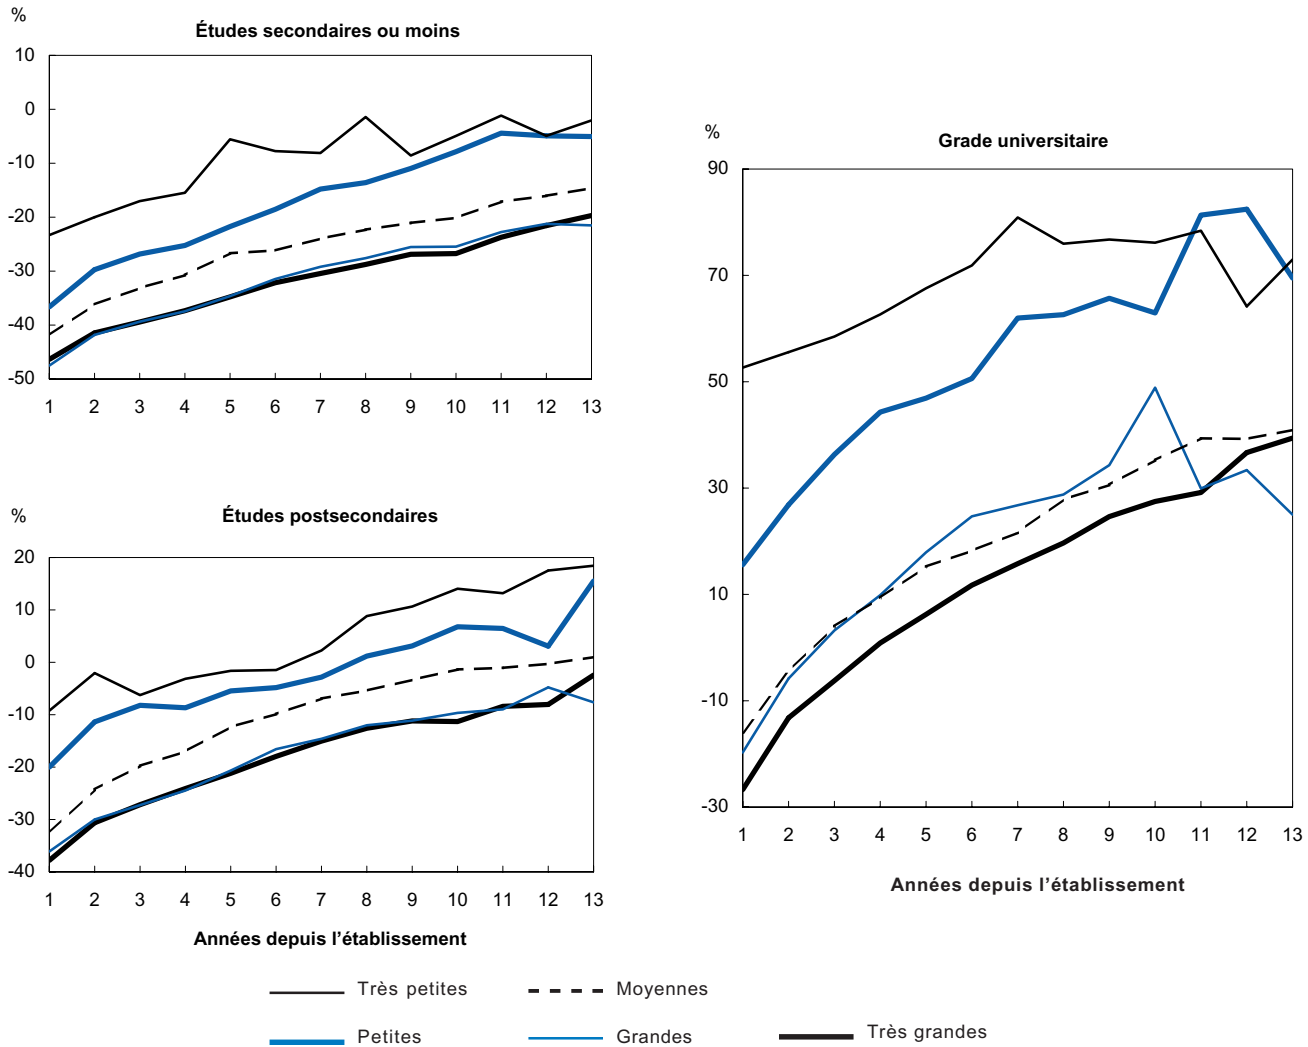 %
Études secondaires ou moins
10
0
-10
-20
-30
-40
-50
1 2 3 4 5 6 7 8 9 10 11 12 13
%
Études postsecondaires
20
10
0
-10
-20
-30
-40
1 2 3 4 5 6 7 8 9 10 11 12 13
Années depuis l'établissement
%
Grade universitaire
90
70
50
30
10
-10
-30
1 2 3 4 5 6 7 8 9 10 11 12 13
Années depuis l'établissement
Très petites Moyennes
Petites Grandes Très grandes